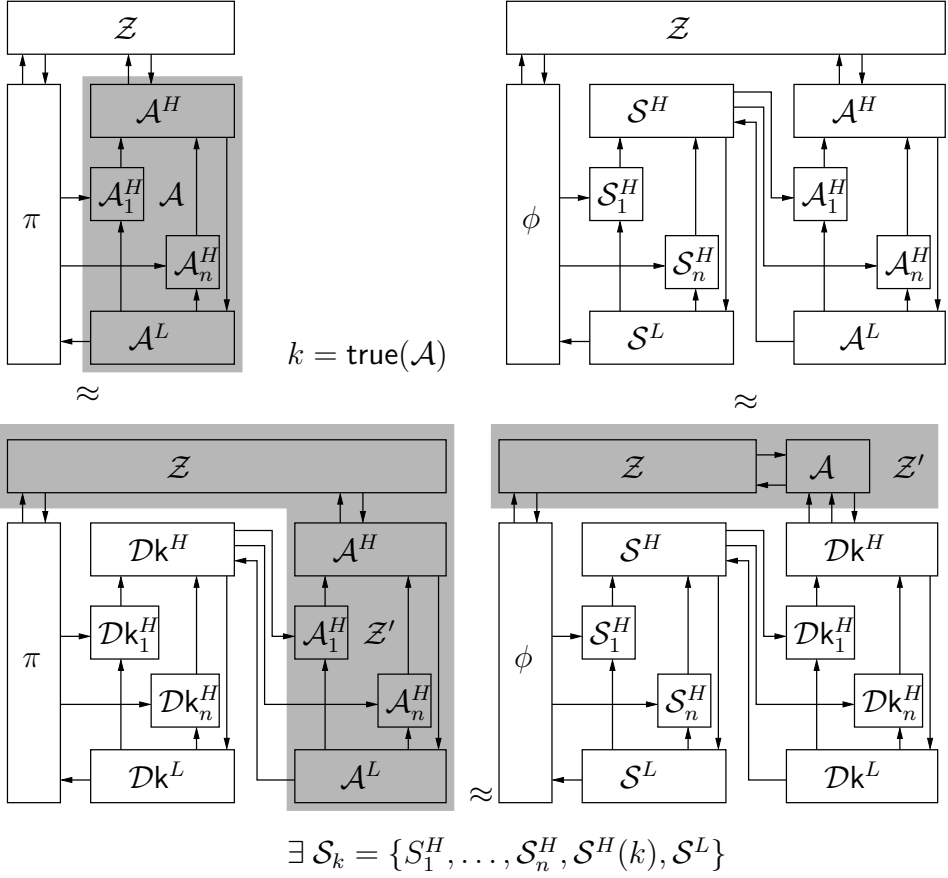 𝒵
𝒜^H
𝒜_1^H 𝒜
π
𝒜_n^H
𝒜^L
k = true(𝒜)
≈
𝒵
𝒮^H 𝒜^H
𝒮_1^H 𝒜_1^H
ϕ
𝒮_n^H 𝒜_n^H
𝒮^L 𝒜^L
≈
𝒵
𝒟k^H 𝒜^H
𝒟k_1^H 𝒜_1^H 𝒵′
π
𝒟k_n^H 𝒜_n^H
𝒟k^L 𝒜^L
≈
𝒵 𝒜 𝒵′
𝒮^H 𝒟k^H
𝒮_1^H 𝒟k_1^H
ϕ
𝒮_n^H 𝒟k_n^H
𝒮^L 𝒟k^L
∃ 𝒮_k = {S_1^H, . . . , 𝒮_n^H, 𝒮^H(k), 𝒮^L}